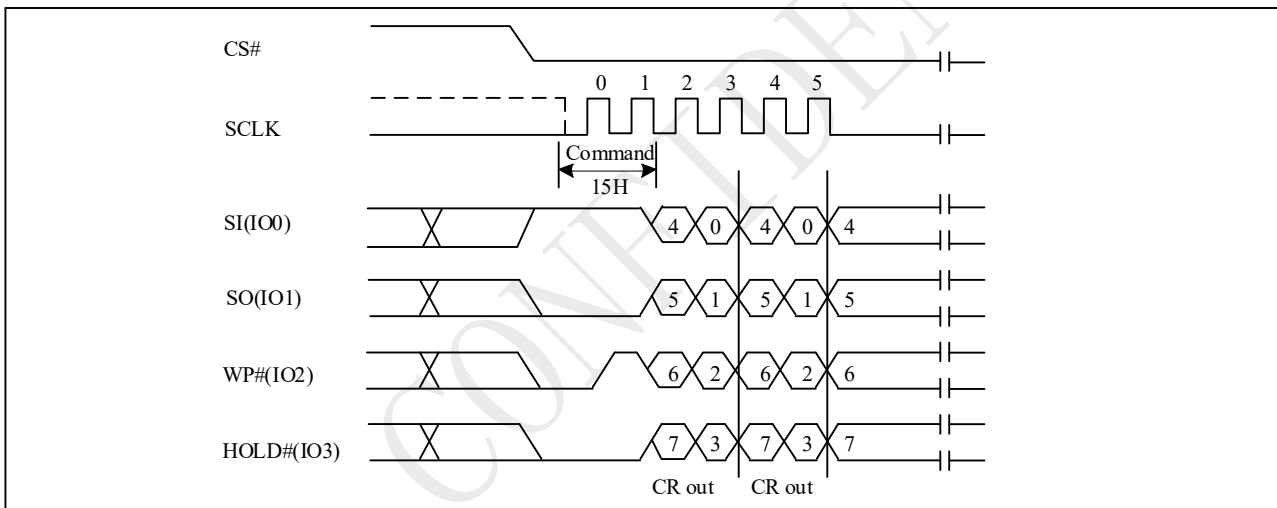 CS#
0 1 2 3 4 5
SCLK
Command
15H
SI(IO0) 4 0 4 0 4
SO(IO1) 5 1 5 1 5
WP#(IO2) 6 2 6 2 6
HOLD#(IO3) 7 3 7 3 7
CR out CR out
CONFIDEN